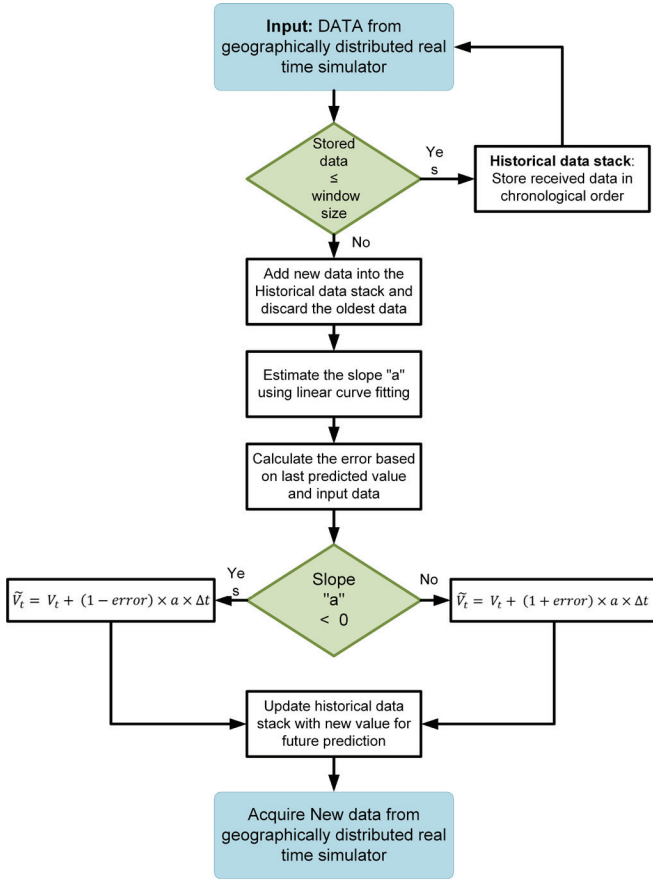 Input: DATA from
geographically distributed real
time simulator
Stored
data
≤
window
size
Ye
s
Historical data stack:
Store received data in
chronological order
No
Add new data into the
Historical data stack and
discard the oldest data
Estimate the slope "a"
using linear curve fitting
Calculate the error based
on last predicted value
and input data
Slope
"a"
< 0
Ye
s
No
Ṽₜ = Vₜ + (1 − error) × a × Δt
Ṽₜ = Vₜ + (1 + error) × a × Δt
Update historical data
stack with new value for
future prediction
Acquire New data from
geographically distributed real
time simulator